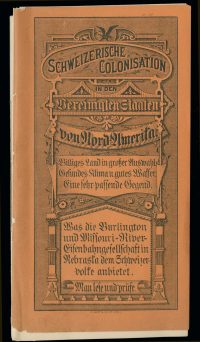 Schweizerische
Colonisation
in den
Vereinigten Staaten
von Nord-Amerika.
Billiges Land in großer Auswahl.
Gesundes Klima u. gutes Wasser.
Eine sehr passende Gegend.
Was die Burlington
und Missouri-River-
Eisenbahngesellschaft in
Nebraska dem Schweizer-
volke anbietet.
Man lese und prüfe.